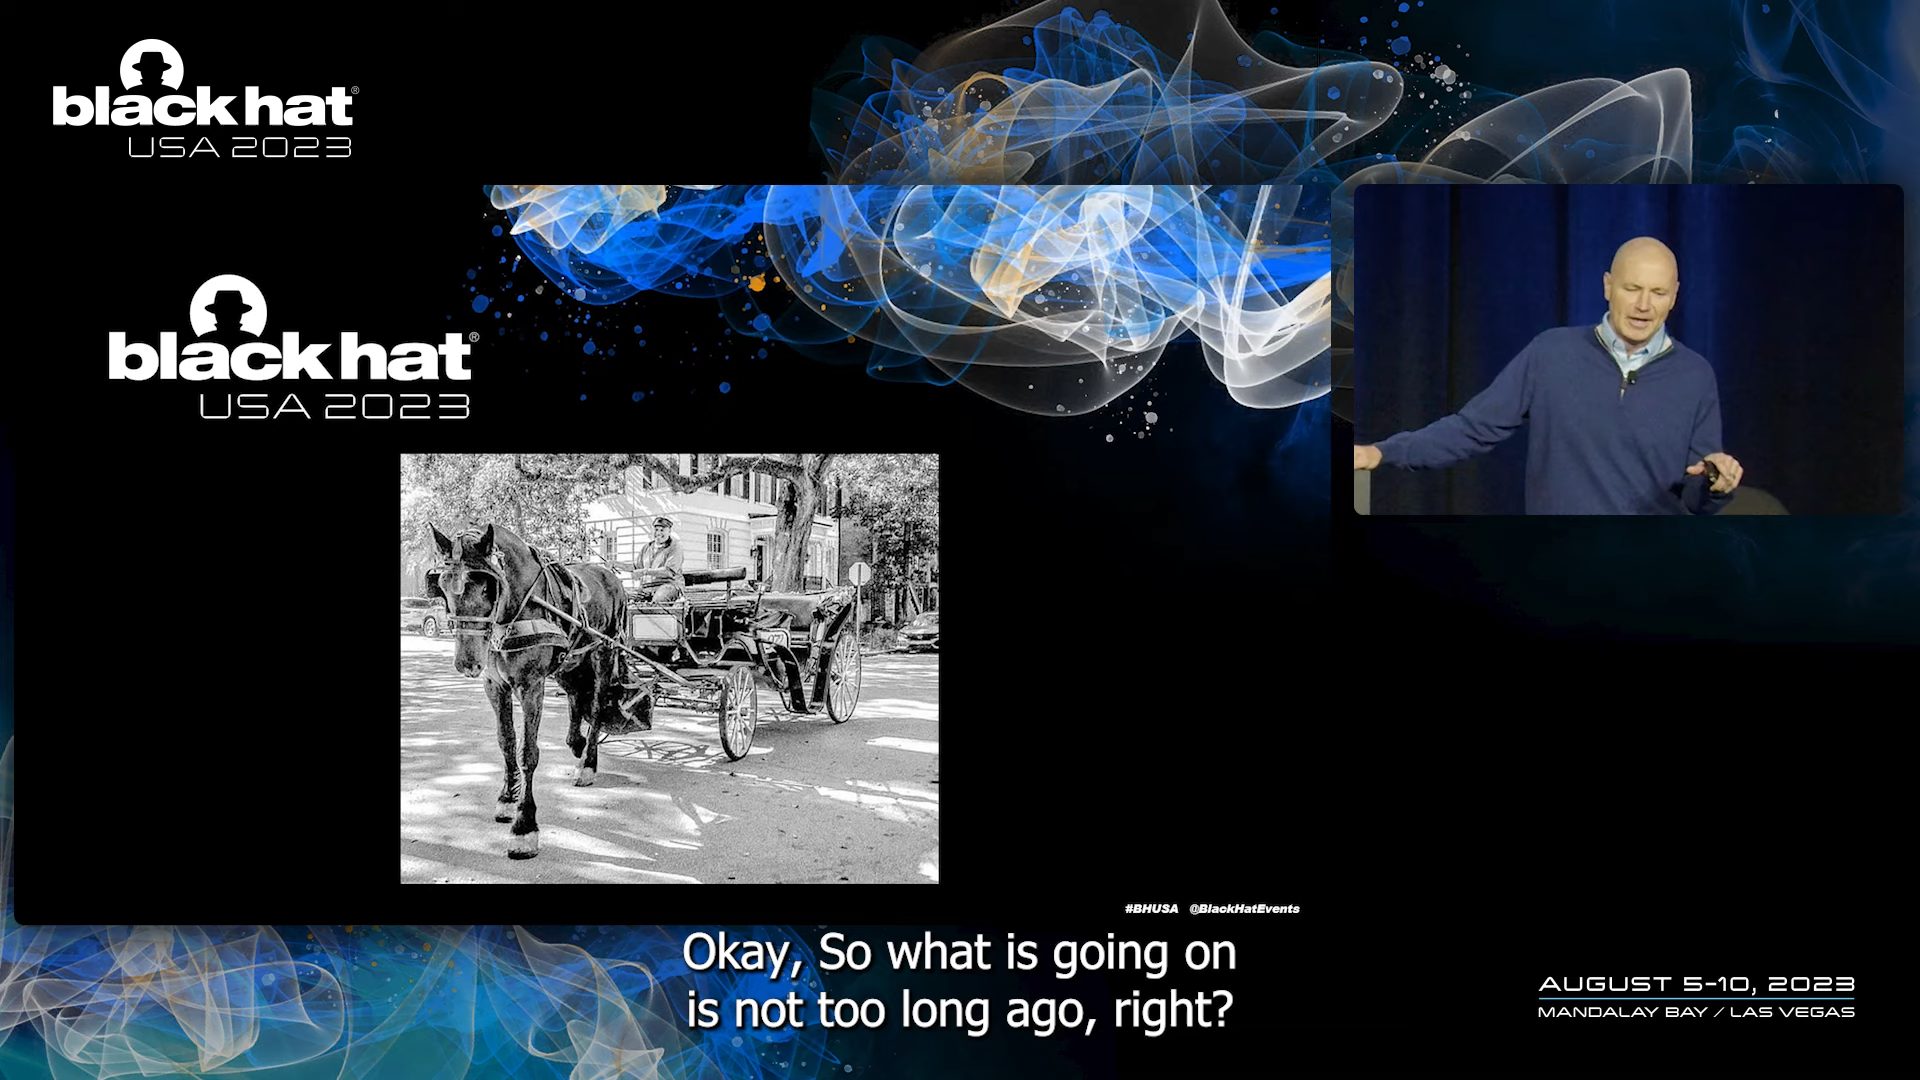 black hat®
USA 2023
black hat®
USA 2023
#BHUSA @BlackHatEvents
Okay, So what is going on
is not too long ago, right?
AUGUST 5-10, 2023
MANDALAY BAY / LAS VEGAS